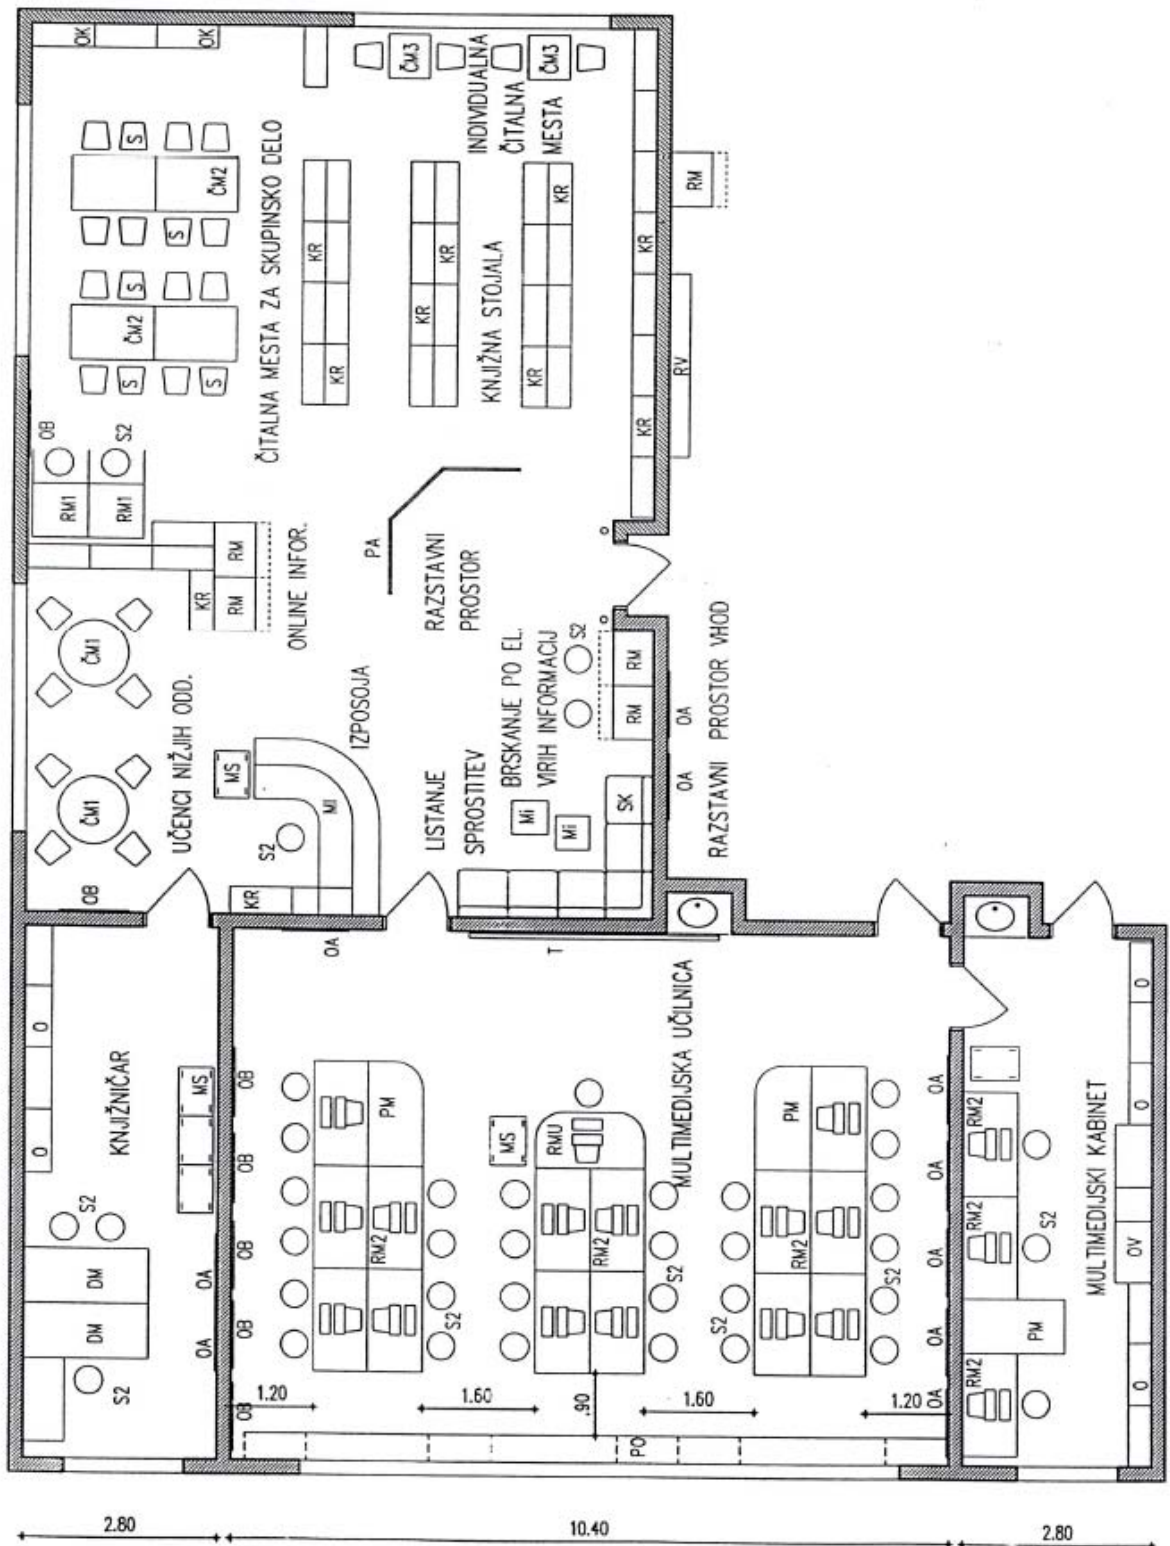 OK
OK
ČM3
ČM3
INDIVIDUALNA
ČITALNA
MESTA
S
ČM2
S
S
ČM2
S
S
ČITALNA MESTA ZA SKUPINSKO DELO
KR
KR
KR
KR
KNJIŽNA STOJALA
KR
KR
KR
KR
RM
RV
OB
S2
RM1
RM1
KR
RM
RM
ONLINE INFOR.
PA
RAZSTAVNI
PROSTOR
ČM1
ČM1
UČENCI NIŽJIH ODD.
OB
MS
MI
S2
KR
IZPOSOJA
LISTANJE
SPROSTITEV
BRSKANJE PO EL.
VIRIH INFORMACIJ
S2
RM
RM
Mi
Mi
SK
OA
OA
RAZSTAVNI PROSTOR VHOD
O
O
KNJIŽNIČAR
MS
S2
DM
DM
S2
OA
OA
OA
T
MULTIMEDIJSKA UČILNICA
OB
OB
OB
OB
OB
PM
RM2
S2
MS
RMU
RM2
S2
PM
RM2
S2
S2
OA
OA
OA
OA
OA
1.20
1.60
.90
1.60
1.20
PO
RM2
RM2
S2
PM
RM2
MULTIMEDIJSKI KABINET
O
O
OV
O
2.80
10.40
2.80